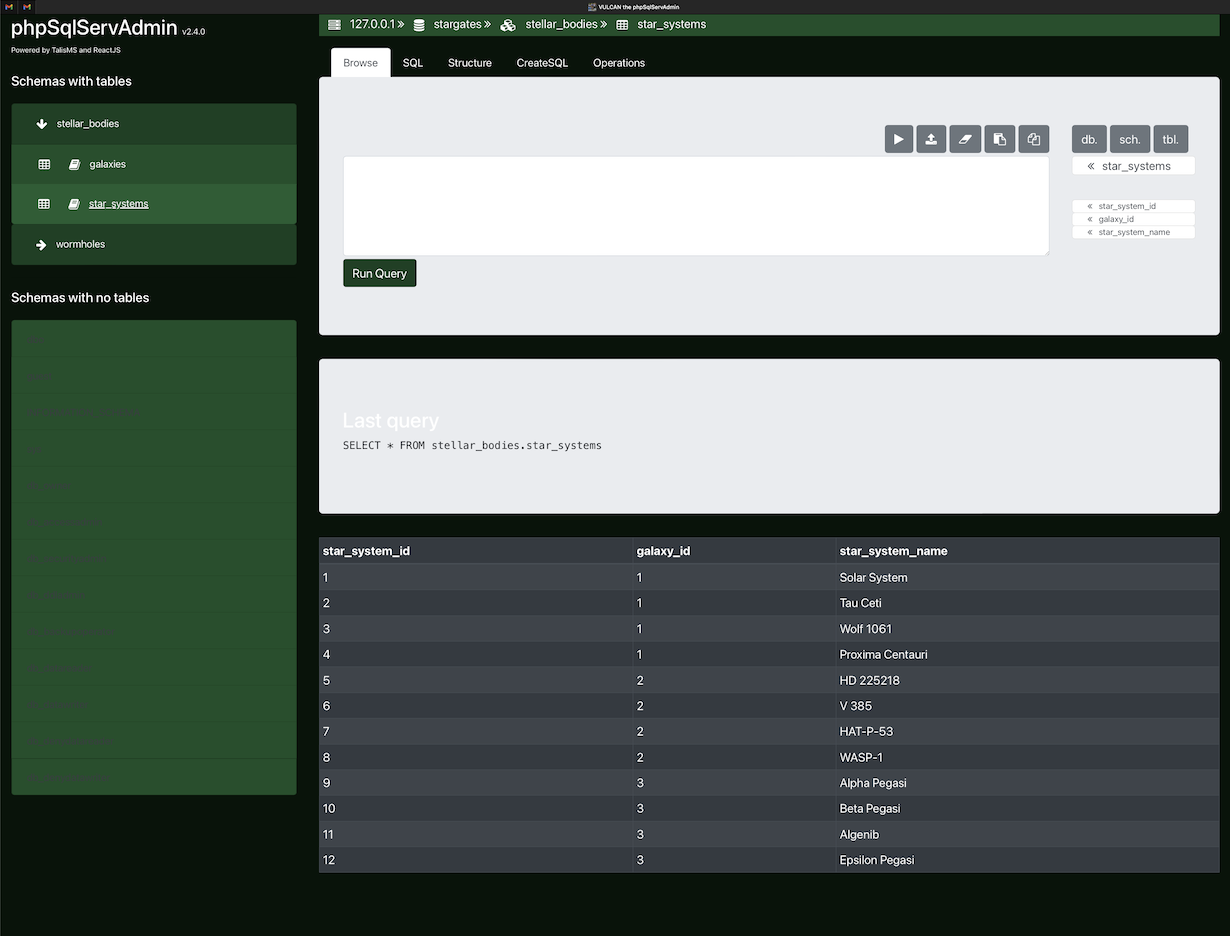 VULCAN the phpSqlServAdmin
phpSqlServAdmin v2.4.0
Powered by TalisMS and ReactJS
Schemas with tables
stellar_bodies
galaxies
star_systems
wormholes
Schemas with no tables
127.0.0.1 » stargates » stellar_bodies » star_systems
Browse SQL Structure CreateSQL Operations
db. sch. tbl.
« star_systems
« star_system_id
« galaxy_id
« star_system_name
Run Query
Last query
SELECT * FROM stellar_bodies.star_systems
star_system_id galaxy_id star_system_name
1 1 Solar System
2 1 Tau Ceti
3 1 Wolf 1061
4 1 Proxima Centauri
5 2 HD 225218
6 2 V 385
7 2 HAT-P-53
8 2 WASP-1
9 3 Alpha Pegasi
10 3 Beta Pegasi
11 3 Algenib
12 3 Epsilon Pegasi